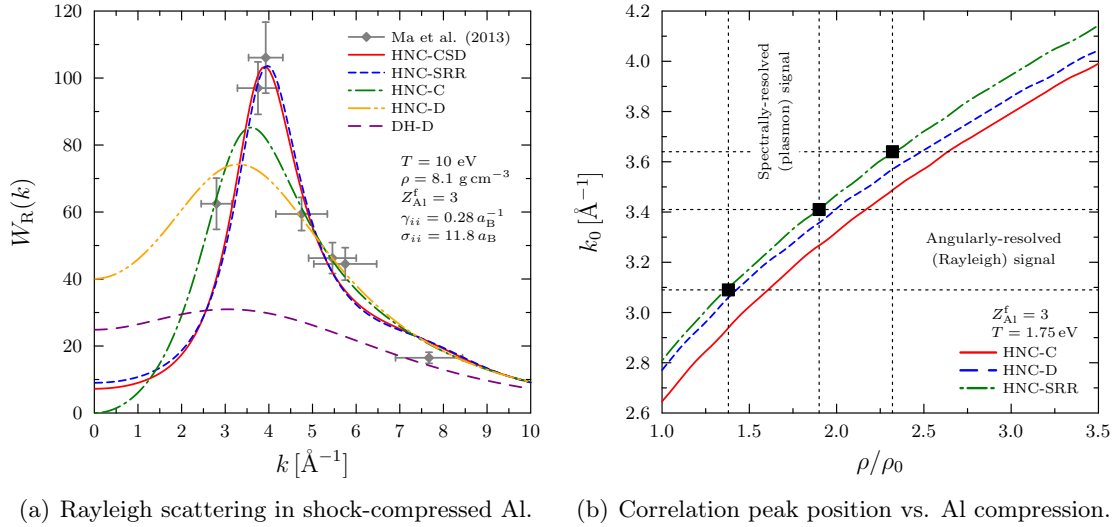 120
100
80
60
40
20
0
W_R(k)
Ma et al. (2013)
HNC-CSD
HNC-SRR
HNC-C
HNC-D
DH-D
T = 10 eV
ρ = 8.1 g cm⁻³
Z^f_Al = 3
γ_ii = 0.28 a_B⁻¹
σ_ii = 11.8 a_B
0 1 2 3 4 5 6 7 8 9 10
k [Å⁻¹]
(a) Rayleigh scattering in shock-compressed Al.
4.2
4.0
3.8
3.6
3.4
3.2
3.0
2.8
2.6
k₀ [Å⁻¹]
Spectrally-resolved
(plasmon) signal
Angularly-resolved
(Rayleigh) signal
Z^f_Al = 3
T = 1.75 eV
HNC-C
HNC-D
HNC-SRR
1.0 1.5 2.0 2.5 3.0 3.5
ρ/ρ₀
(b) Correlation peak position vs. Al compression.